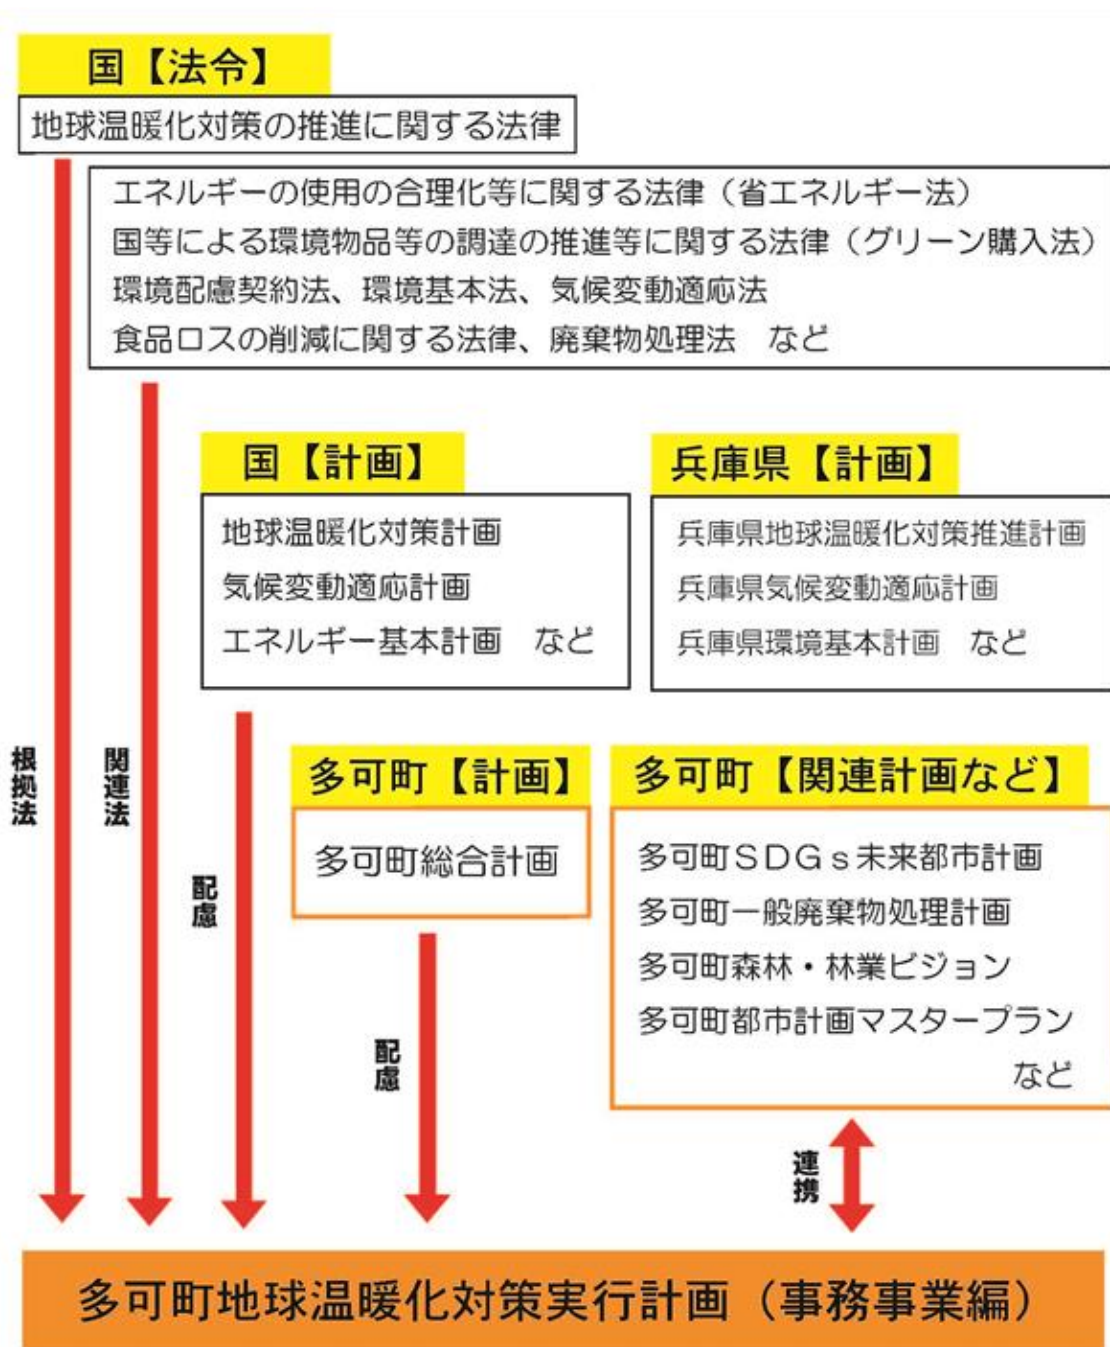 国【法令】
地球温暖化対策の推進に関する法律
エネルギーの使用の合理化等に関する法律（省エネルギー法）
国等による環境物品等の調達の推進等に関する法律（グリーン購入法）
環境配慮契約法、環境基本法、気候変動適応法
食品ロスの削減に関する法律、廃棄物処理法　など
国【計画】
地球温暖化対策計画
気候変動適応計画
エネルギー基本計画　など
兵庫県【計画】
兵庫県地球温暖化対策推進計画
兵庫県気候変動適応計画
兵庫県環境基本計画　など
根拠法
関連法
配慮
多可町【計画】
多可町総合計画
配慮
多可町【関連計画など】
多可町ＳＤＧｓ未来都市計画
多可町一般廃棄物処理計画
多可町森林・林業ビジョン
多可町都市計画マスタープラン
など
連携
多可町地球温暖化対策実行計画（事務事業編）